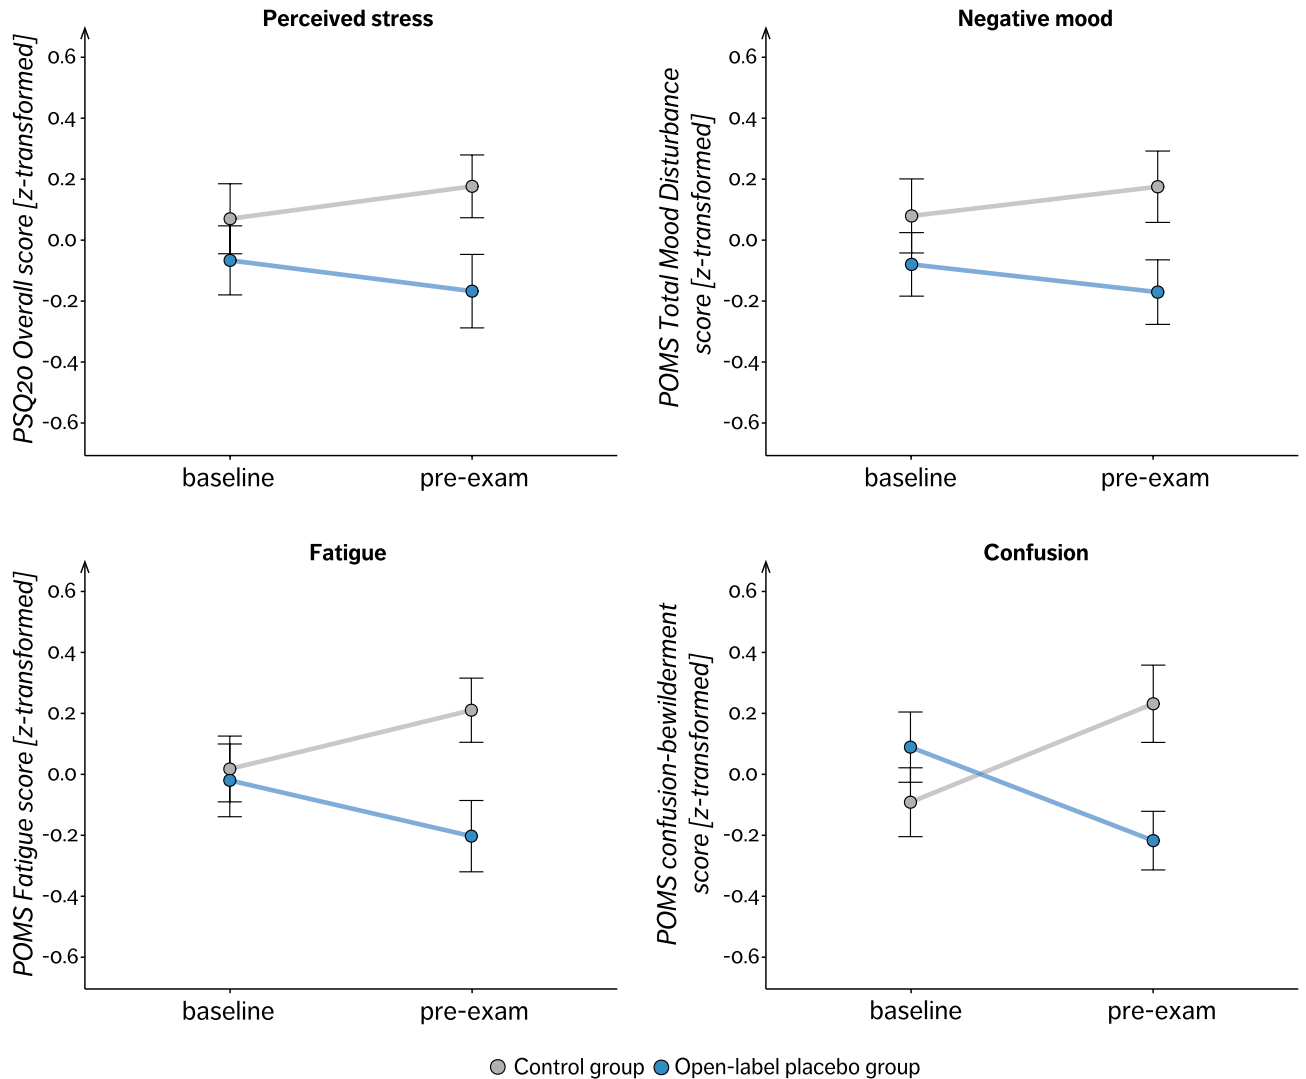 Perceived stress
PSQ20 Overall score [z-transformed]
0.6
0.4
0.2
0.0
-0.2
-0.4
-0.6
baseline pre-exam
Negative mood
POMS Total Mood Disturbance
score [z-transformed]
0.6
0.4
0.2
0.0
-0.2
-0.4
-0.6
baseline pre-exam
Fatigue
POMS Fatigue score [z-transformed]
0.6
0.4
0.2
0.0
-0.2
-0.4
-0.6
baseline pre-exam
Confusion
POMS confusion-bewilderment
score [z-transformed]
0.6
0.4
0.2
0.0
-0.2
-0.4
-0.6
baseline pre-exam
Control group Open-label placebo group